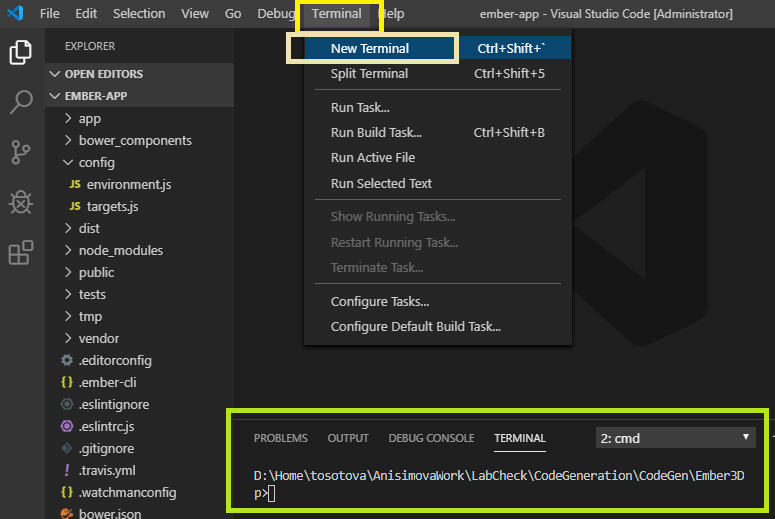 File Edit Selection View Go Debug Terminal Help ember-app - Visual Studio Code [Administrator]
EXPLORER
OPEN EDITORS
EMBER-APP
app
bower_components
config
JS environment.js
JS targets.js
dist
node_modules
public
tests
tmp
vendor
.editorconfig
{} .ember-cli
.eslintignore
.eslintrc.js
.gitignore
! .travis.yml
{} .watchmanconfig
bower.json
New Terminal Ctrl+Shift+`
Split Terminal Ctrl+Shift+5
Run Task...
Run Build Task... Ctrl+Shift+B
Run Active File
Run Selected Text
Show Running Tasks...
Restart Running Task...
Terminate Task...
Configure Tasks...
Configure Default Build Task...
PROBLEMS OUTPUT DEBUG CONSOLE TERMINAL 2: cmd
D:\Home\tosotova\AnisimovaWork\LabCheck\CodeGeneration\CodeGen\Ember3D
p>